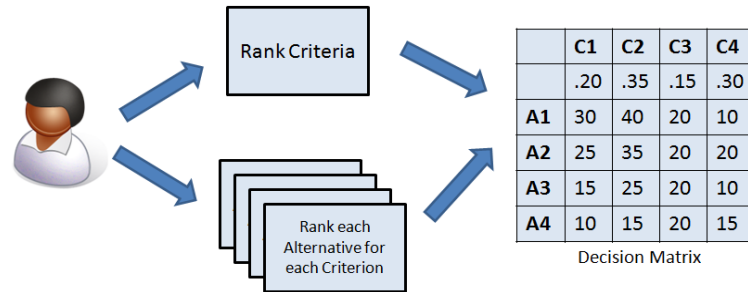 Rank Criteria
Rank each
Alternative for
each Criterion
C1 C2 C3 C4
.20 .35 .15 .30
A1 30 40 20 10
A2 25 35 20 20
A3 15 25 20 10
A4 10 15 20 15
Decision Matrix